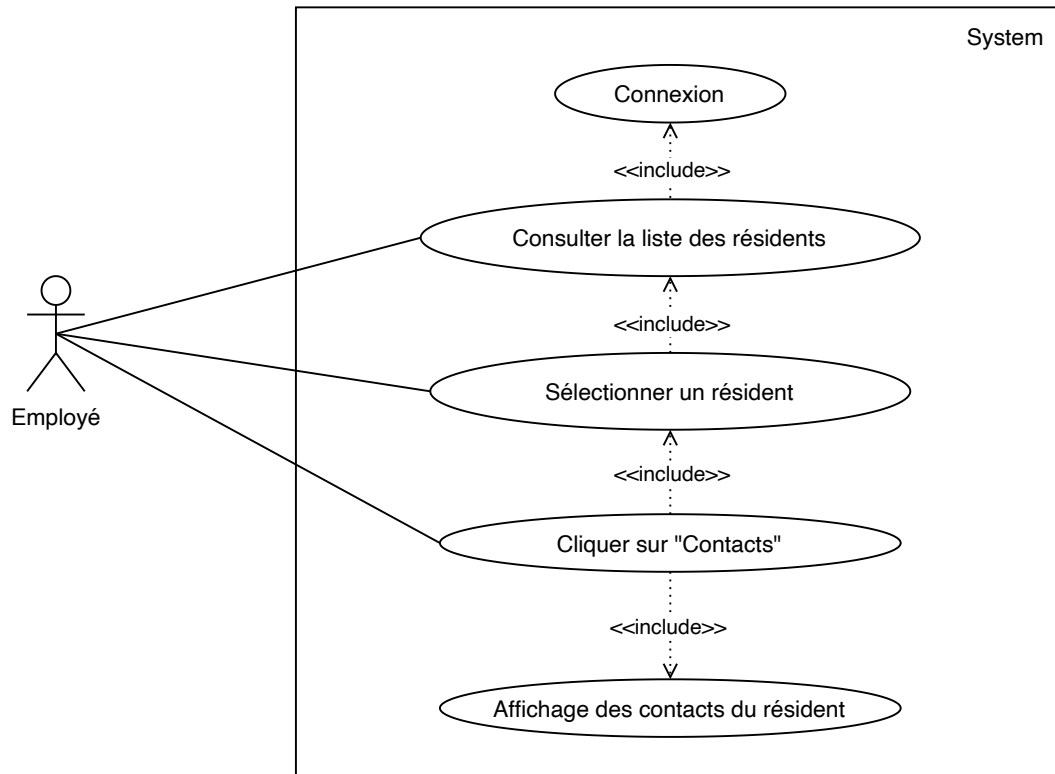 System
Connexion
<<include>>
Consulter la liste des résidents
<<include>>
Sélectionner un résident
Employé
<<include>>
Cliquer sur "Contacts"
<<include>>
Affichage des contacts du résident